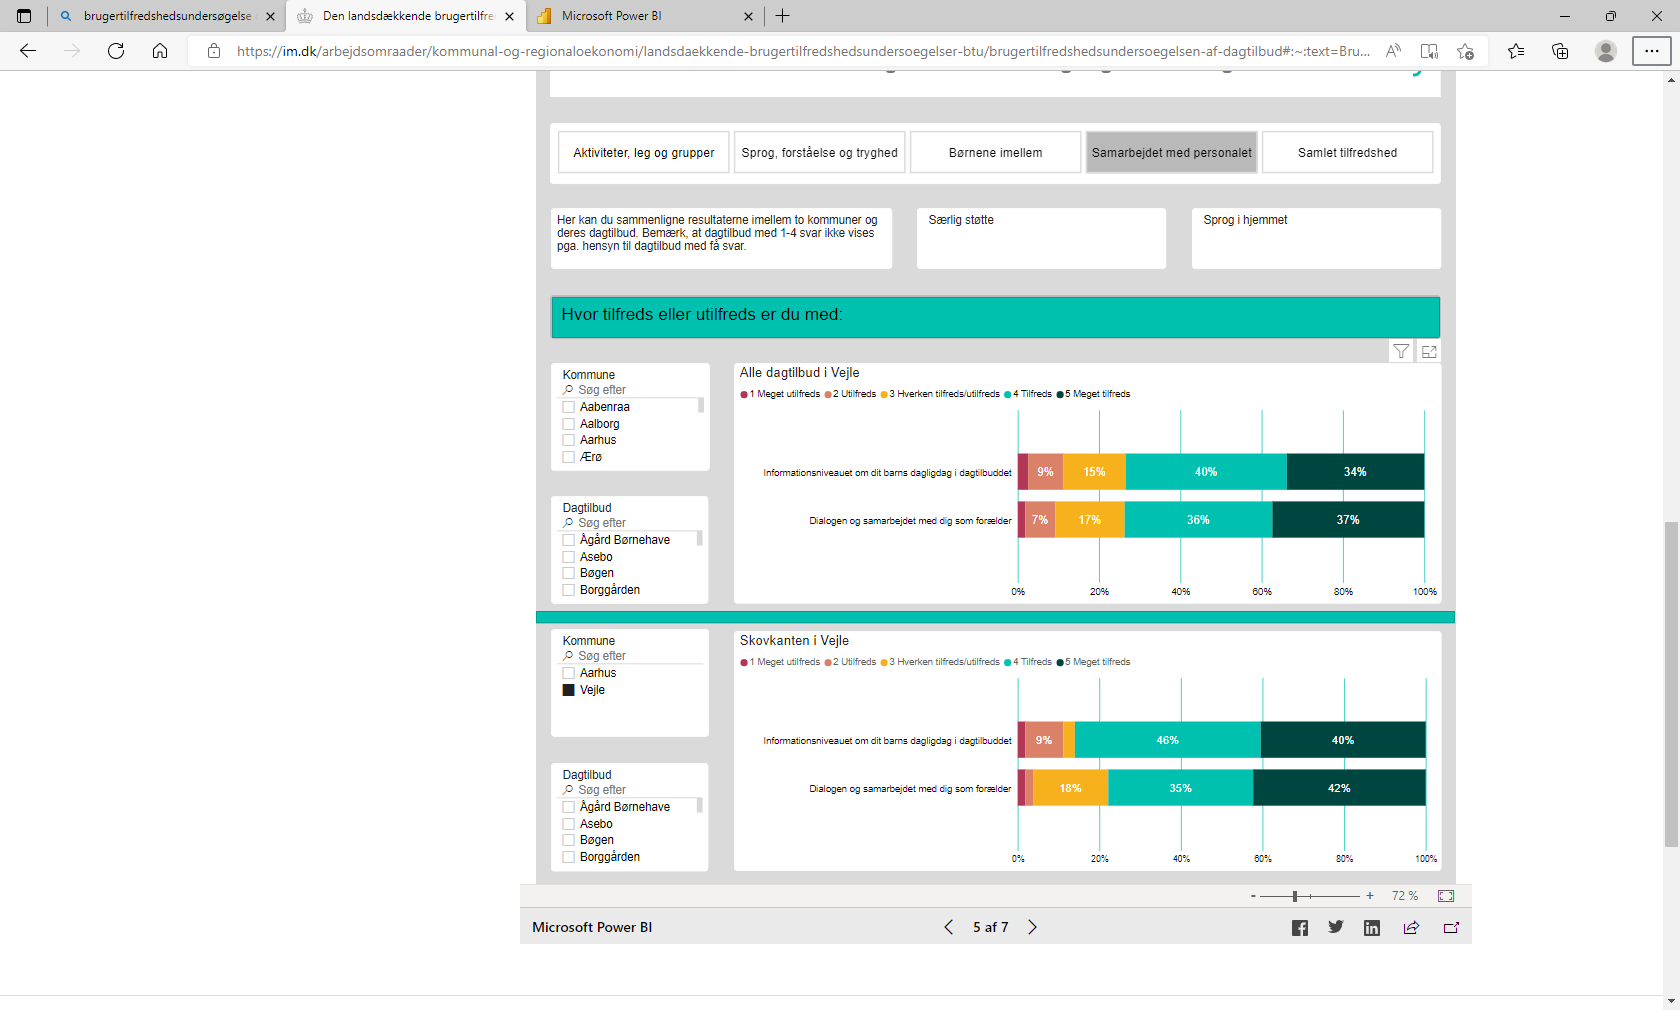 brugertilfredshedsundersøgelse
Den landsdækkende brugertilfre
Microsoft Power BI
https://im.dk/arbejdsomraader/kommunal-og-regionaloekonomi/landsdaekkende-brugertilfredshedsundersoegelser-btu/brugertilfredshedsundersoegelsen-af-dagtilbud#:~:text=Bru...
Aktiviteter, leg og grupper
Sprog, forståelse og tryghed
Børnene imellem
Samarbejdet med personalet
Samlet tilfredshed
Her kan du sammenligne resultaterne imellem to kommuner og
deres dagtilbud. Bemærk, at dagtilbud med 1-4 svar ikke vises
pga. hensyn til dagtilbud med få svar.
Særlig støtte
Sprog i hjemmet
Hvor tilfreds eller utilfreds er du med:
Kommune
Søg efter
Aabenraa
Aalborg
Aarhus
Ærø
Dagtilbud
Søg efter
Ågård Børnehave
Asebo
Bøgen
Borggården
Alle dagtilbud i Vejle
1 Meget utilfreds 2 Utilfreds 3 Hverken tilfreds/utilfreds 4 Tilfreds 5 Meget tilfreds
Informationsniveauet om dit barns dagligdag i dagtilbuddet 9% 15% 40% 34%
Dialogen og samarbejdet med dig som forælder 7% 17% 36% 37%
0% 20% 40% 60% 80% 100%
Kommune
Søg efter
Aarhus
Vejle
Dagtilbud
Søg efter
Ågård Børnehave
Asebo
Bøgen
Borggården
Skovkanten i Vejle
1 Meget utilfreds 2 Utilfreds 3 Hverken tilfreds/utilfreds 4 Tilfreds 5 Meget tilfreds
Informationsniveauet om dit barns dagligdag i dagtilbuddet 9% 46% 40%
Dialogen og samarbejdet med dig som forælder 18% 35% 42%
0% 20% 40% 60% 80% 100%
- + 72 %
Microsoft Power BI
5 af 7